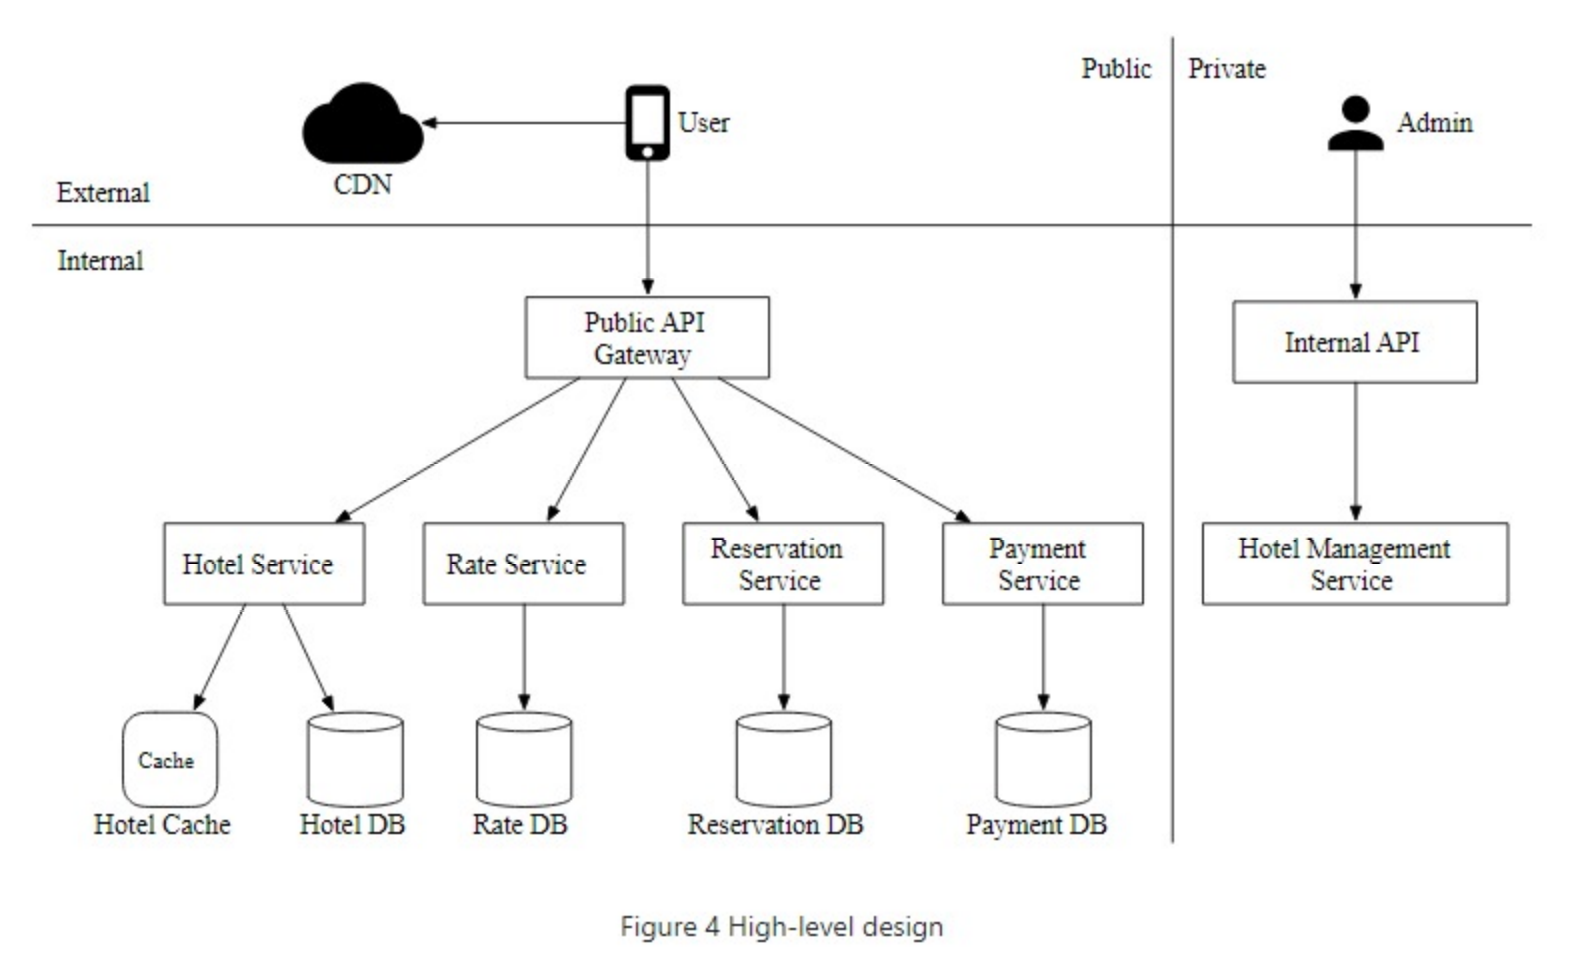 Public
Private
User
Admin
CDN
External
Internal
Public API
Gateway
Internal API
Hotel Service
Rate Service
Reservation
Service
Payment
Service
Hotel Management
Service
Cache
Hotel Cache
Hotel DB
Rate DB
Reservation DB
Payment DB
Figure 4 High-level design